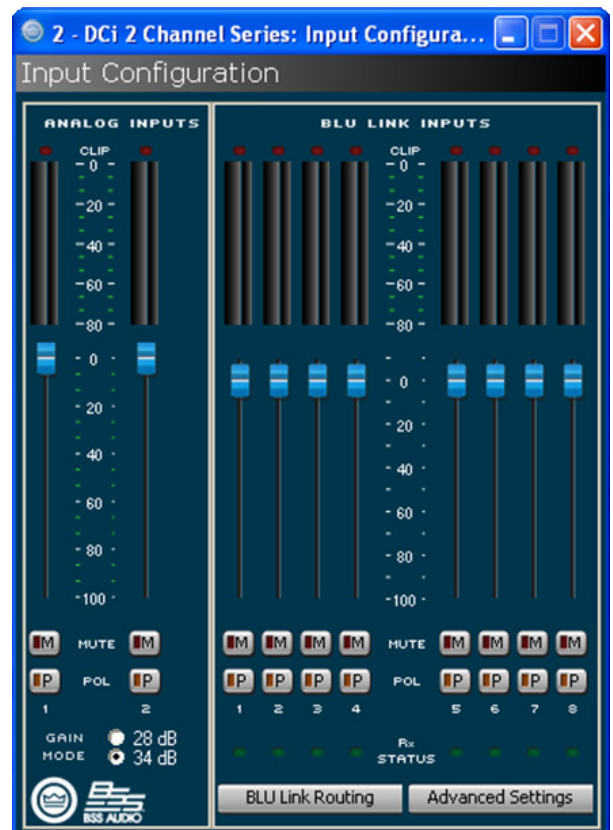 2 - DCi 2 Channel Series: Input Configura...
Input Configuration
ANALOG INPUTS
CLIP
0
20
40
60
80
0
20
40
60
80
100
M MUTE M
P POL P
1 2
GAIN 28 dB
MODE 34 dB
BSS AUDIO
BLU LINK INPUTS
CLIP
0
20
40
60
80
0
20
40
60
80
100
M M M M MUTE M M M M
P P P P POL P P P P
1 2 3 4 5 6 7 8
Rx
STATUS
BLU Link Routing Advanced Settings